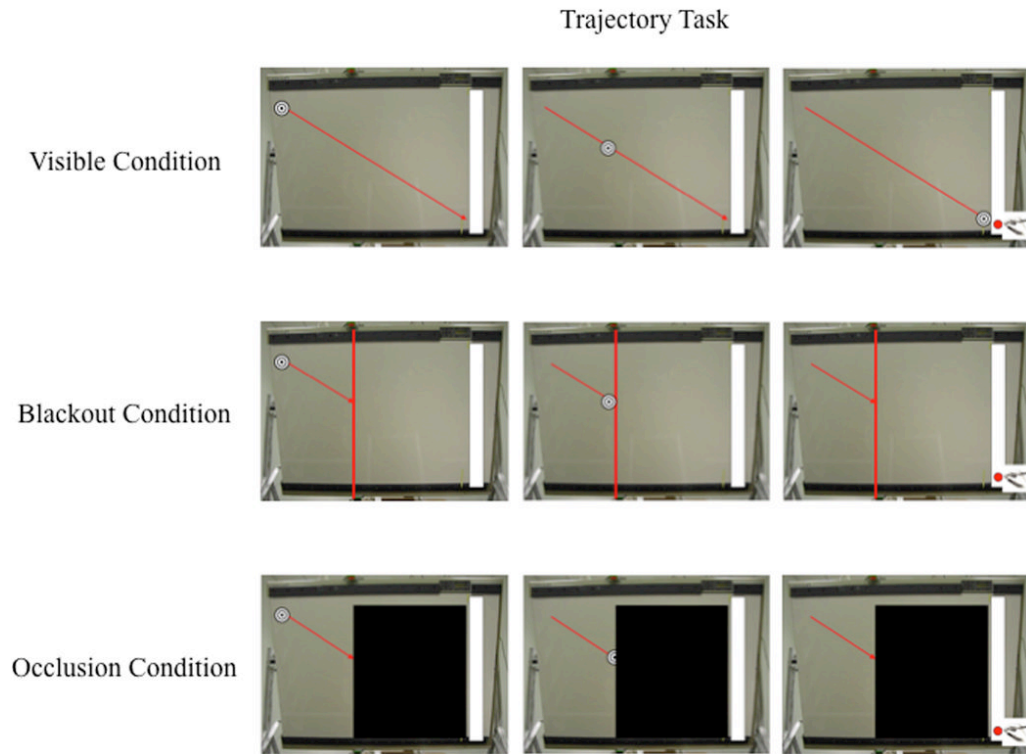 Trajectory Task
Visible Condition
Blackout Condition
Occlusion Condition